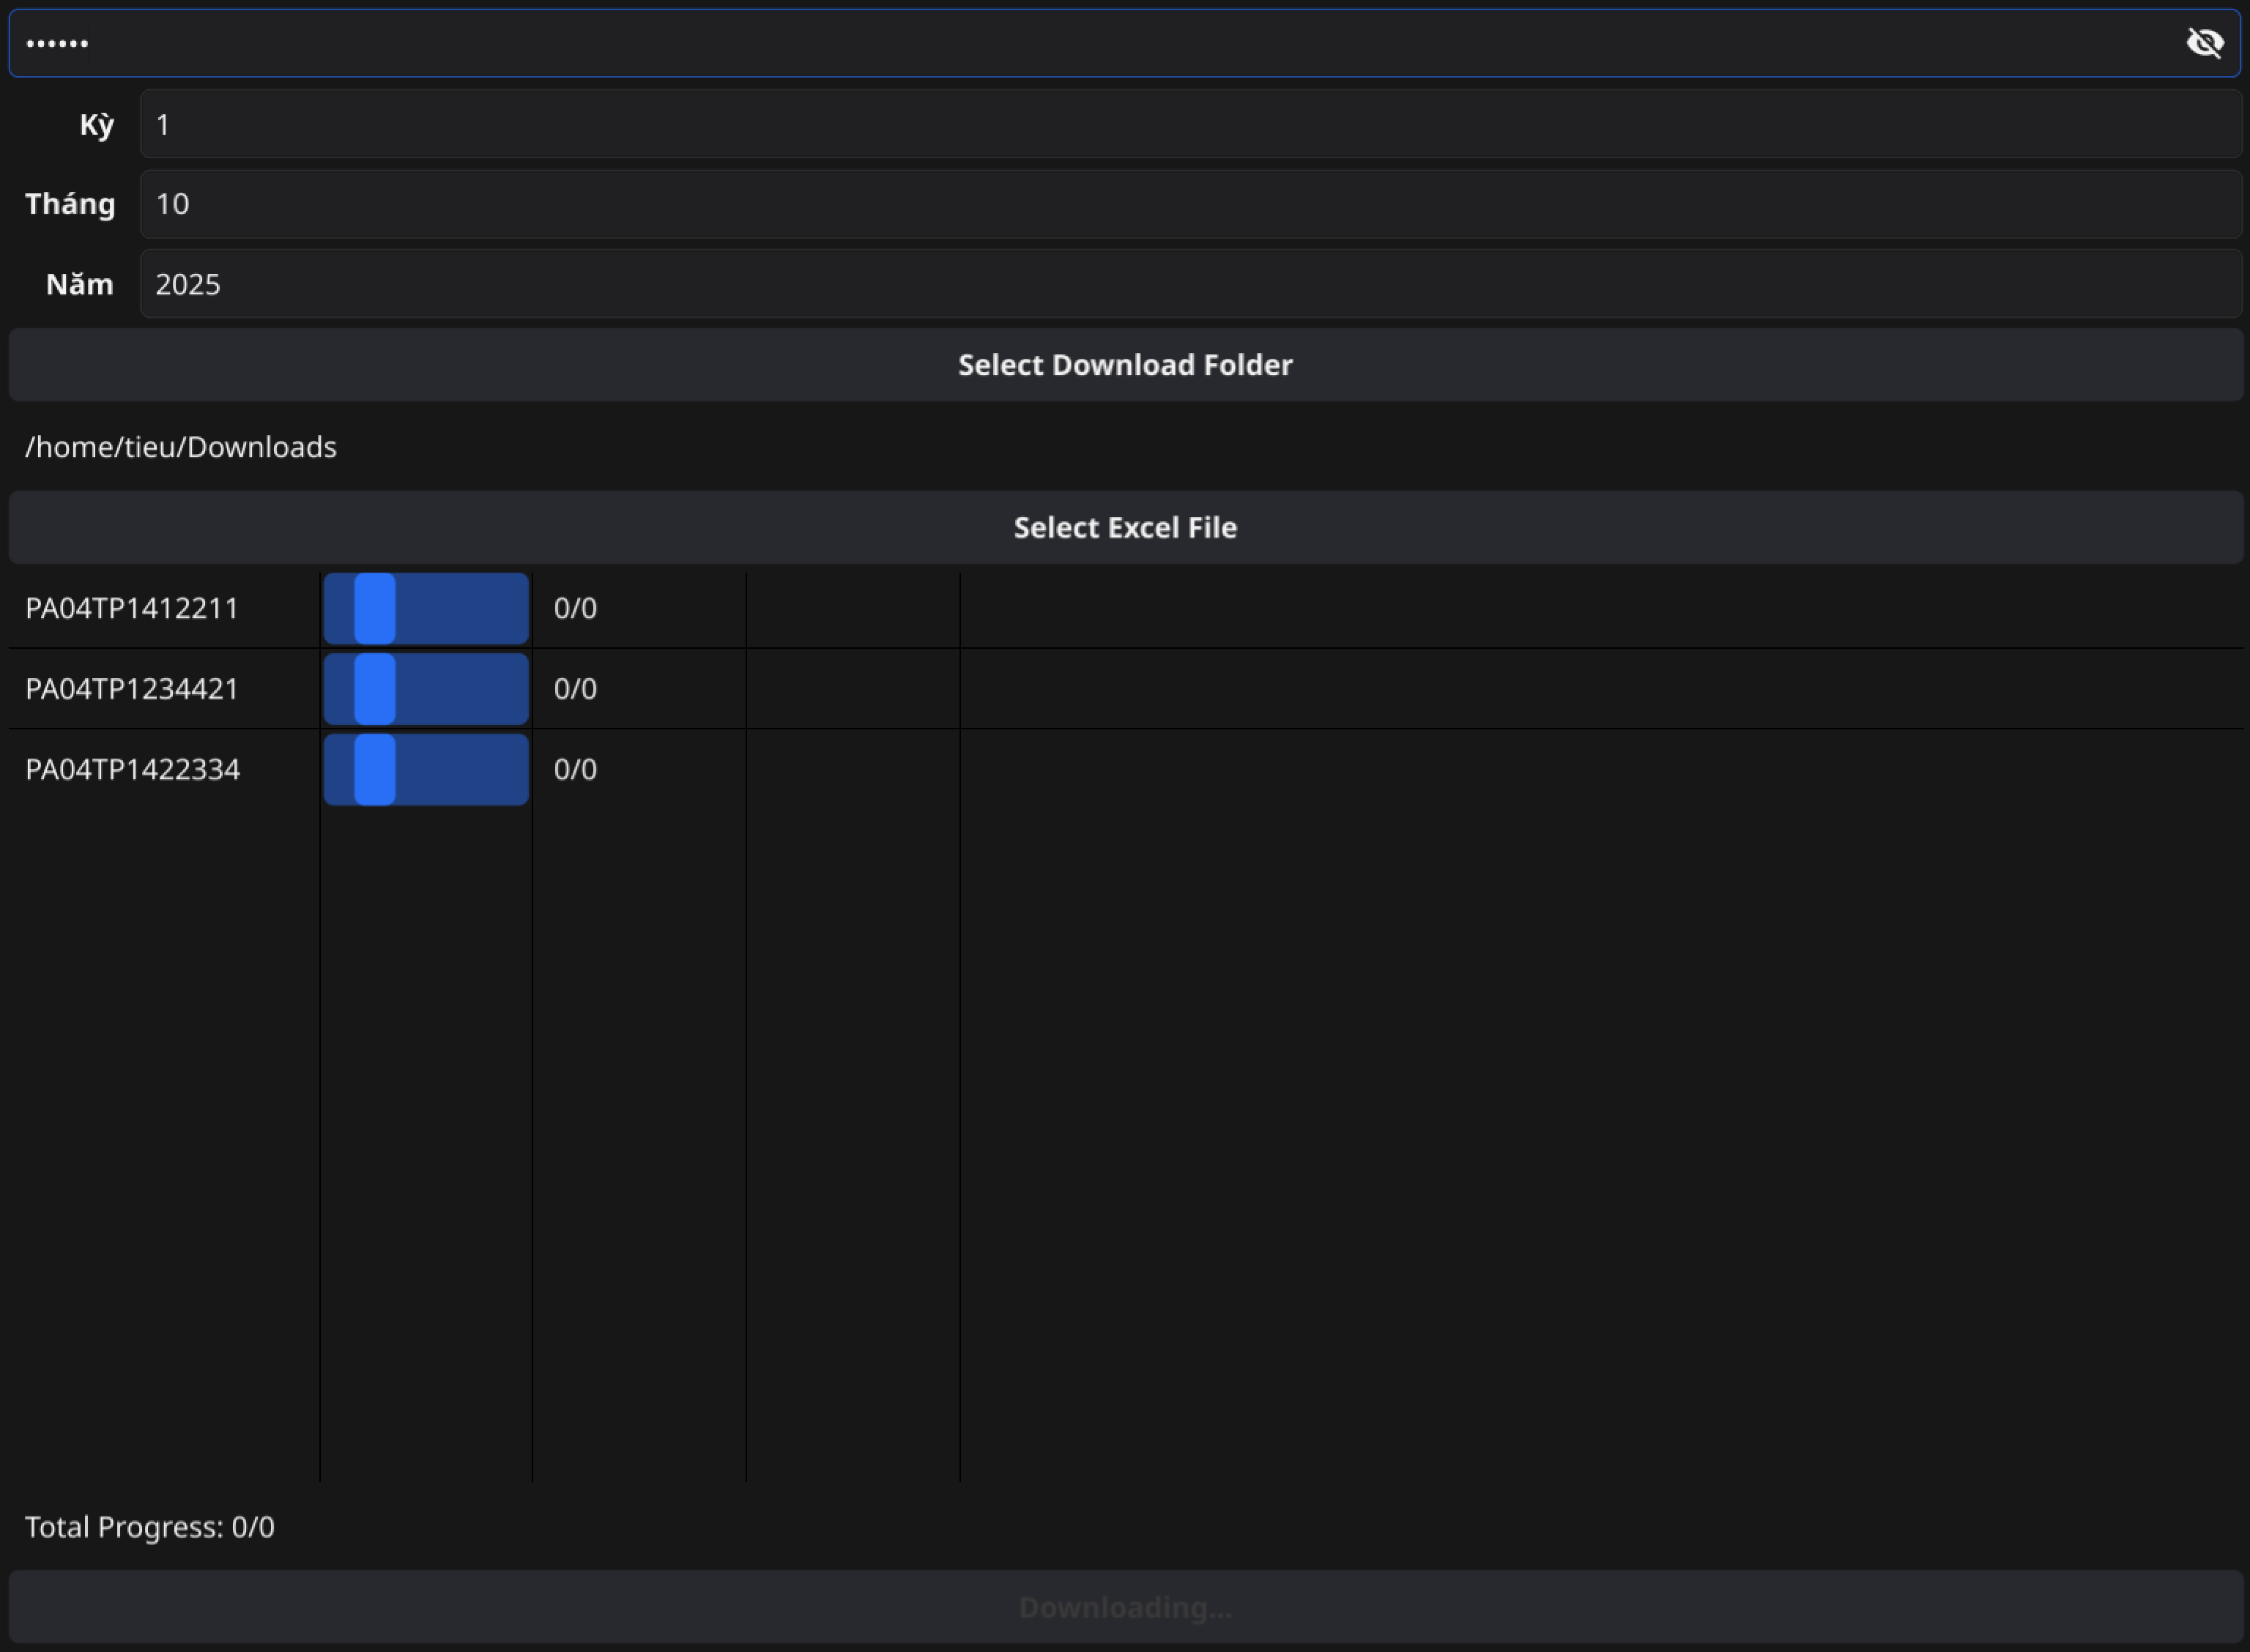 ••••••
Kỳ 1
Tháng 10
Năm 2025
Select Download Folder
/home/tieu/Downloads
Select Excel File
PA04TP1412211 0/0
PA04TP1234421 0/0
PA04TP1422334 0/0
Total Progress: 0/0
Downloading...